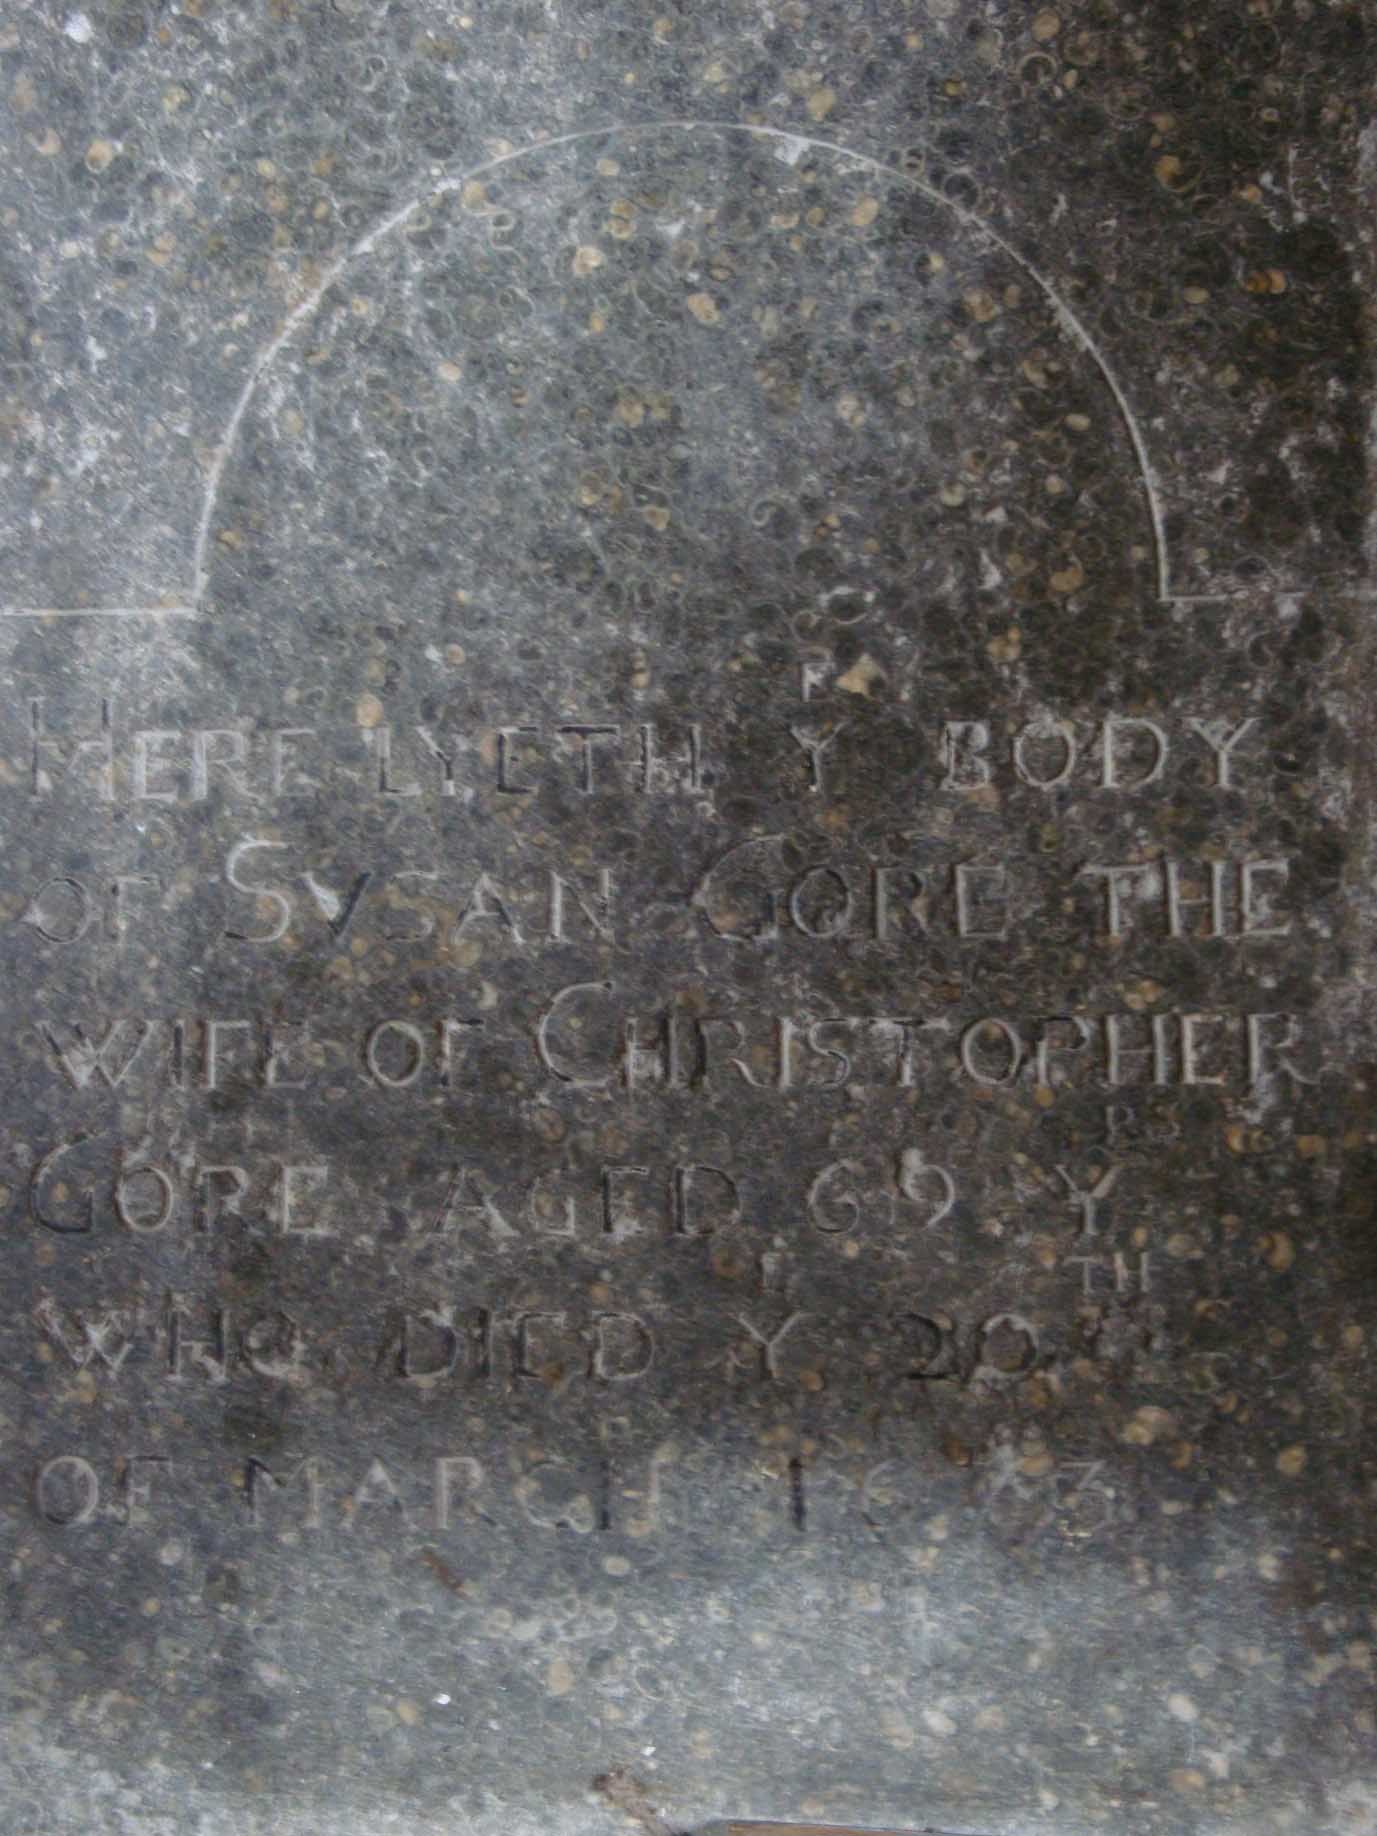 HERE LYETH Yᴱ BODY
OF SVSAN GORE THE
WIFE OF CHRISTOPHER
GORE AGED 69 Yᴿˢ
WHO DIED Yᴱ 20ᵀᴴ
OF MARCH